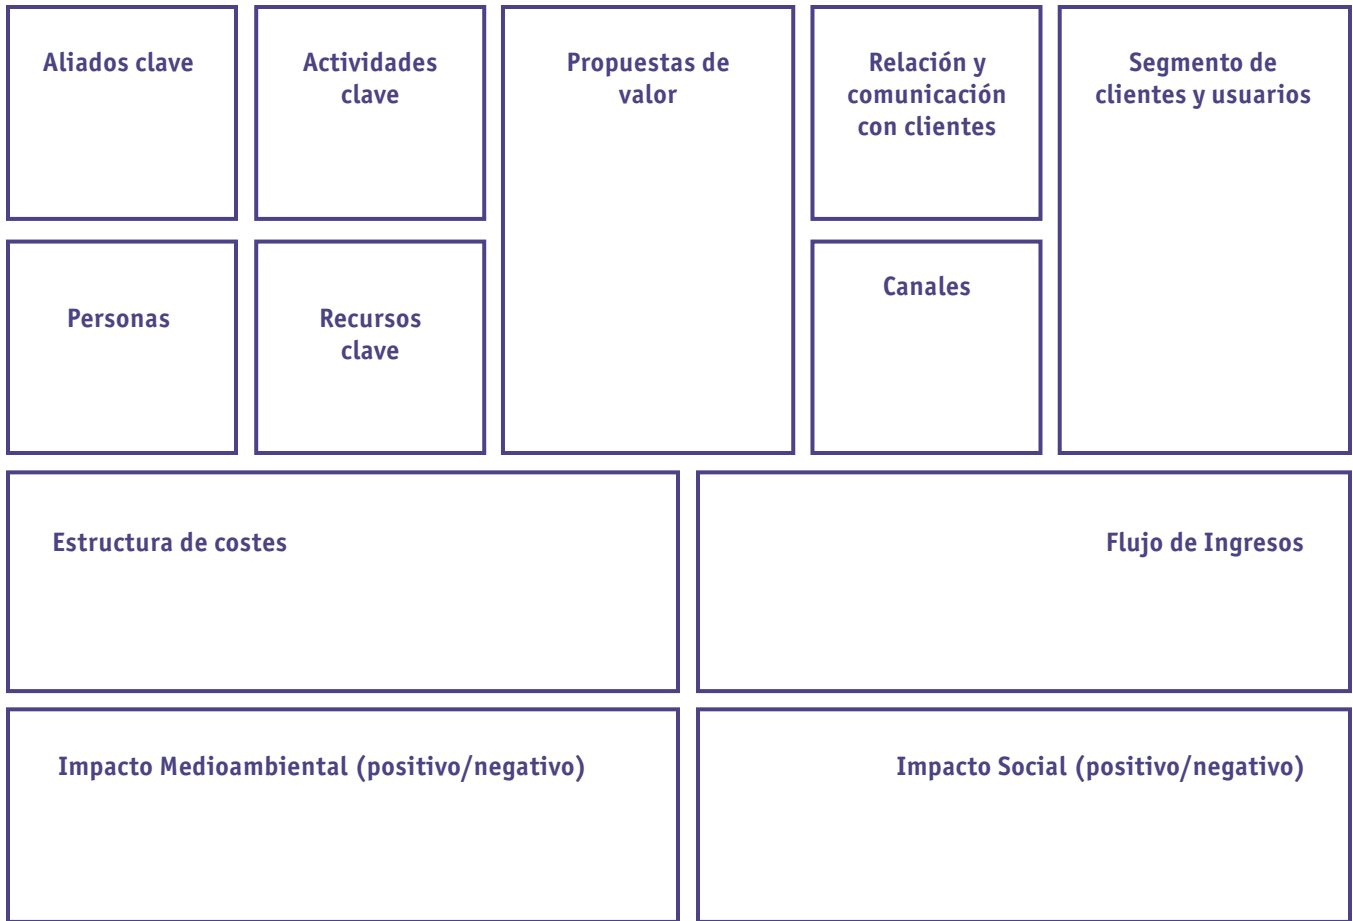 Aliados clave
Actividades
clave
Propuestas de
valor
Relación y
comunicación
con clientes
Segmento de
clientes y usuarios
Personas
Recursos
clave
Canales
Estructura de costes
Flujo de Ingresos
Impacto Medioambiental (positivo/negativo)
Impacto Social (positivo/negativo)